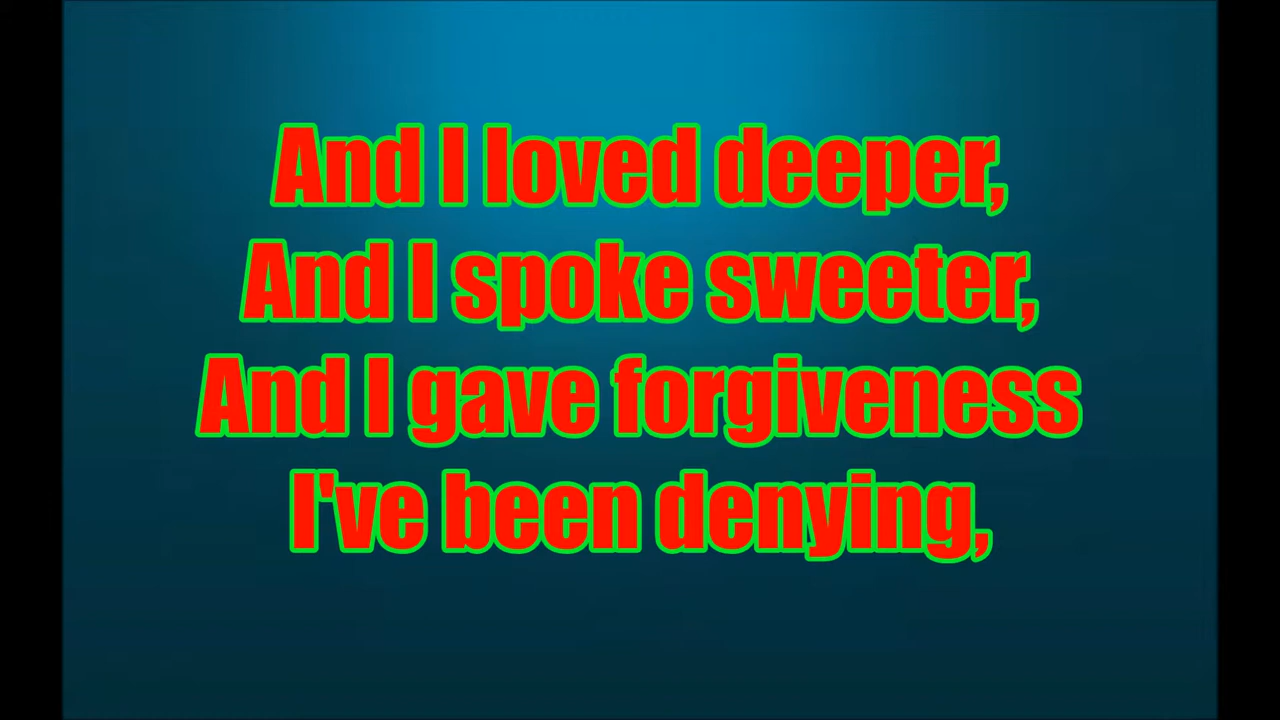 And I loved deeper,
And I spoke sweeter,
And I gave forgiveness
I've been denying,